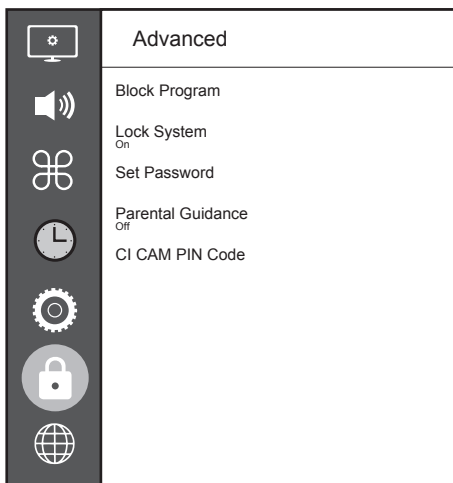 Advanced
Block Program
Lock System
On
Set Password
Parental Guidance
Off
CI CAM PIN Code